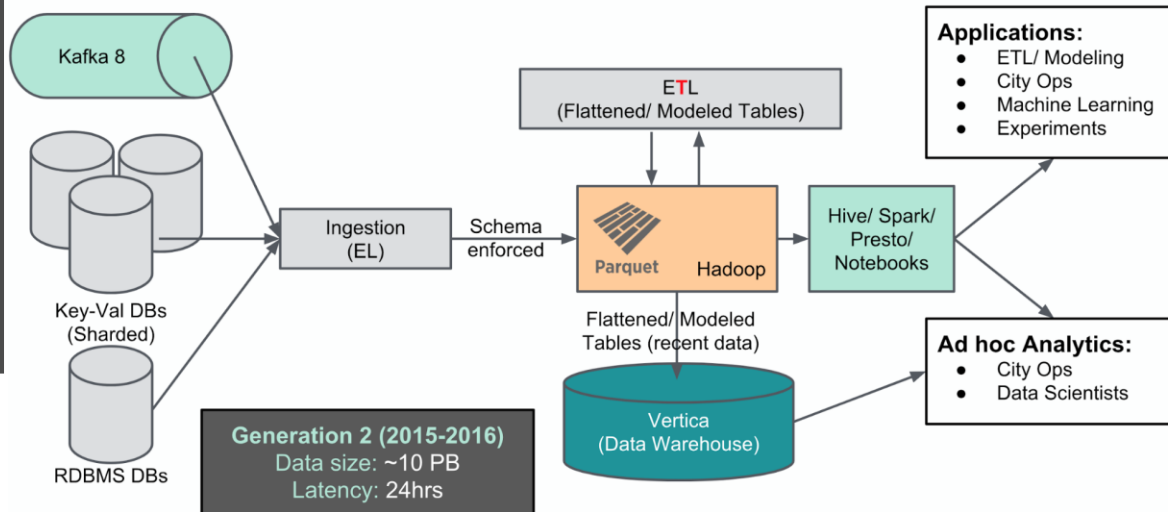 Kafka 8
Key-Val DBs
(Sharded)
RDBMS DBs
Ingestion
(EL)
Schema
enforced
ETL
(Flattened/ Modeled Tables)
Parquet
Hadoop
Flattened/ Modeled
Tables (recent data)
Vertica
(Data Warehouse)
Hive/ Spark/
Presto/
Notebooks
Applications:
● ETL/ Modeling
● City Ops
● Machine Learning
● Experiments
Ad hoc Analytics:
● City Ops
● Data Scientists
Generation 2 (2015-2016)
Data size: ~10 PB
Latency: 24hrs